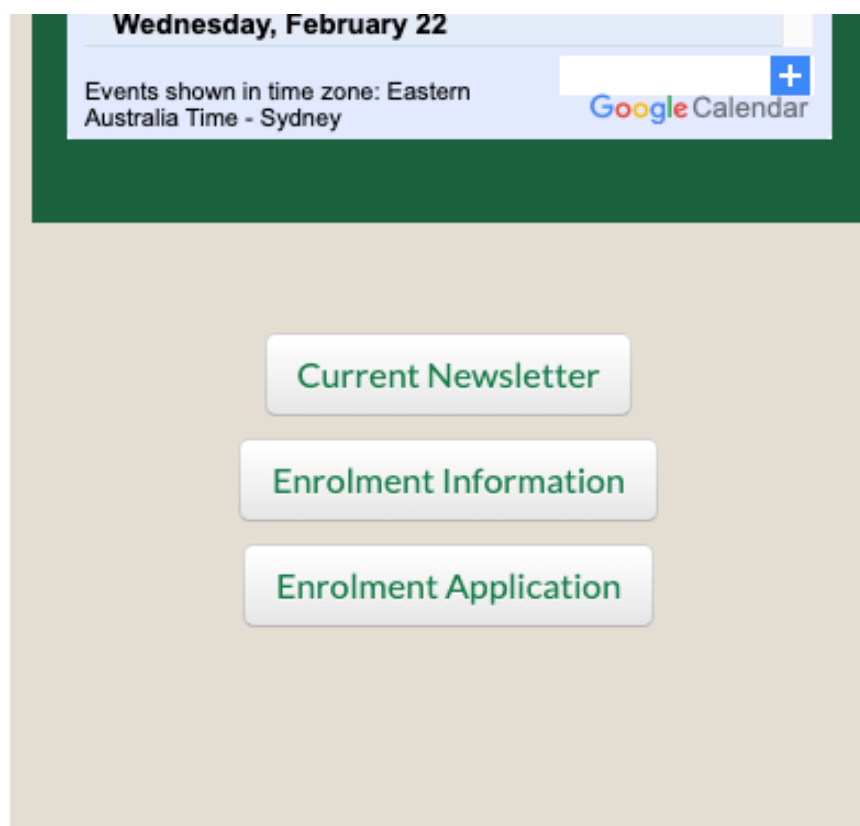 Wednesday, February 22
Events shown in time zone: Eastern
Australia Time - Sydney
+
Google Calendar
Current Newsletter
Enrolment Information
Enrolment Application